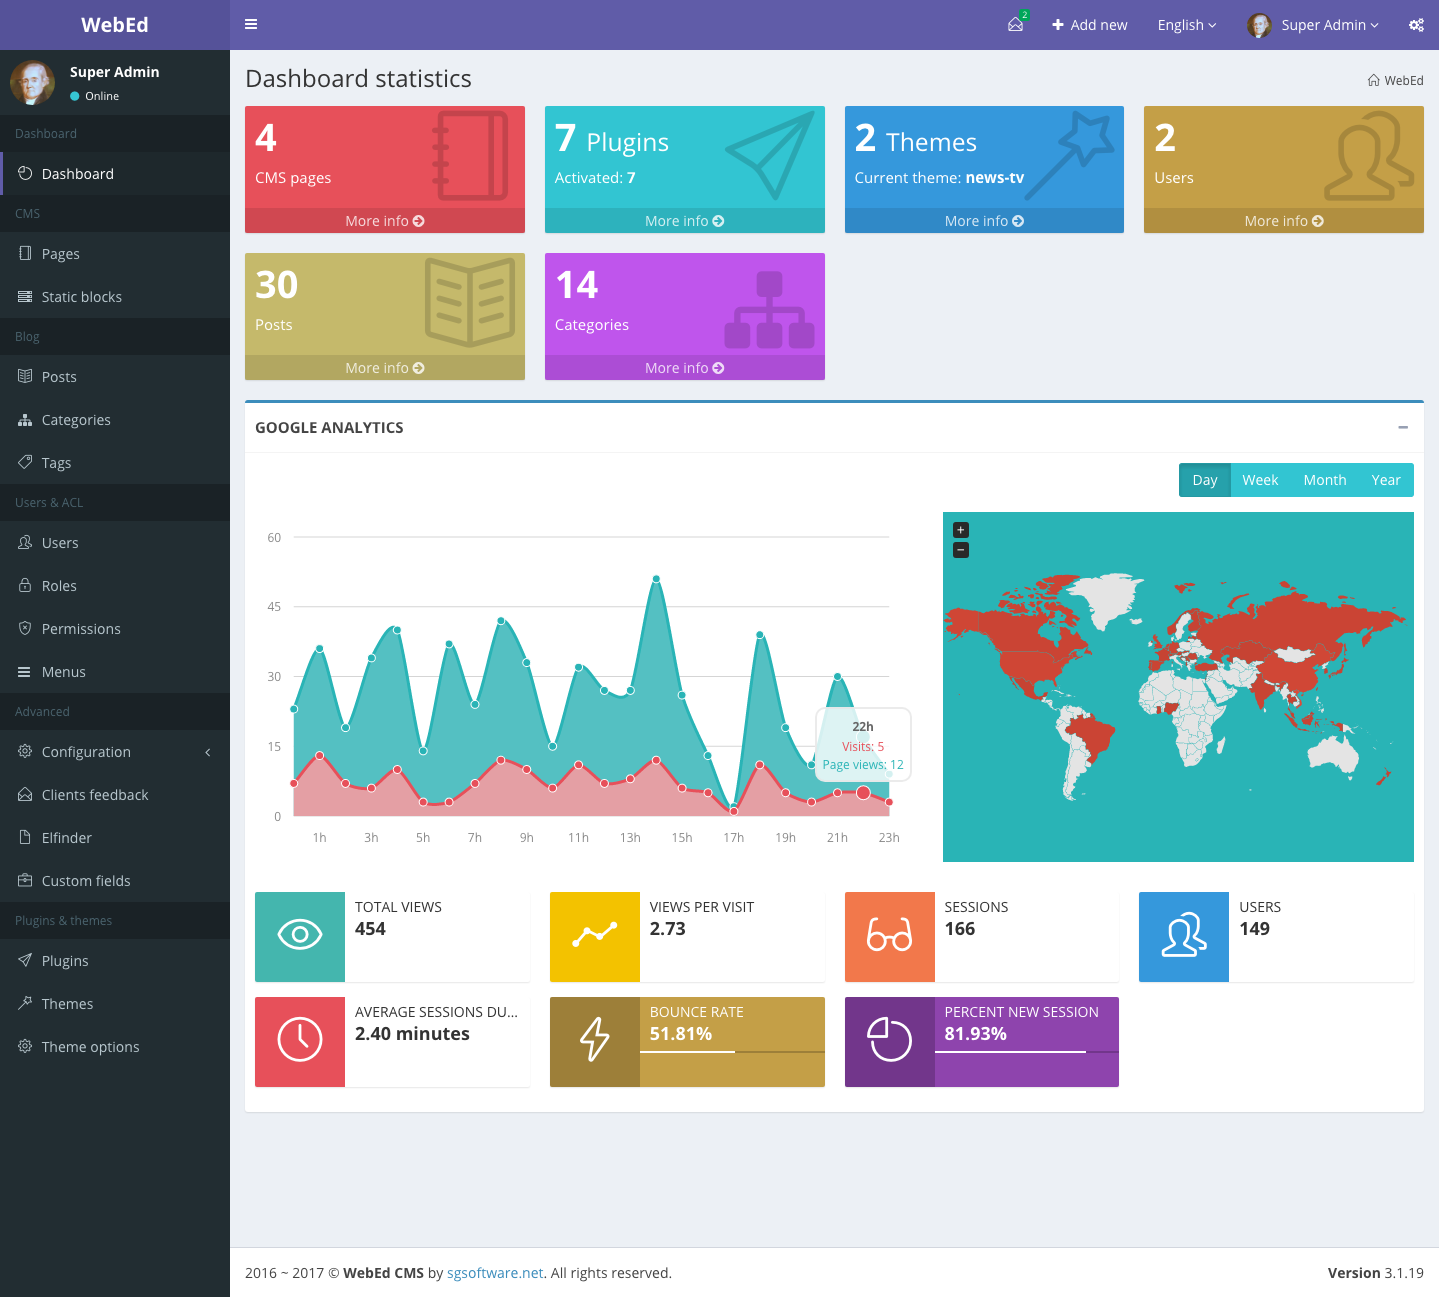 WebEd
2
Add new
English
Super Admin
Super Admin
Online
Dashboard
Dashboard
CMS
Pages
Static blocks
Blog
Posts
Categories
Tags
Users & ACL
Users
Roles
Permissions
Menus
Advanced
Configuration
Clients feedback
Elfinder
Custom fields
Plugins & themes
Plugins
Themes
Theme options
Dashboard statistics
WebEd
4
CMS pages
More info
7 Plugins
Activated: 7
More info
2 Themes
Current theme: news-tv
More info
2
Users
More info
30
Posts
More info
14
Categories
More info
GOOGLE ANALYTICS
Day Week Month Year
60
45
30
15
0
1h 3h 5h 7h 9h 11h 13h 15h 17h 19h 21h 23h
22h
Visits: 5
Page views: 12
+
−
TOTAL VIEWS
454
VIEWS PER VISIT
2.73
SESSIONS
166
USERS
149
AVERAGE SESSIONS DU...
2.40 minutes
BOUNCE RATE
51.81%
PERCENT NEW SESSION
81.93%
2016 ~ 2017 © WebEd CMS by sgsoftware.net. All rights reserved.
Version 3.1.19